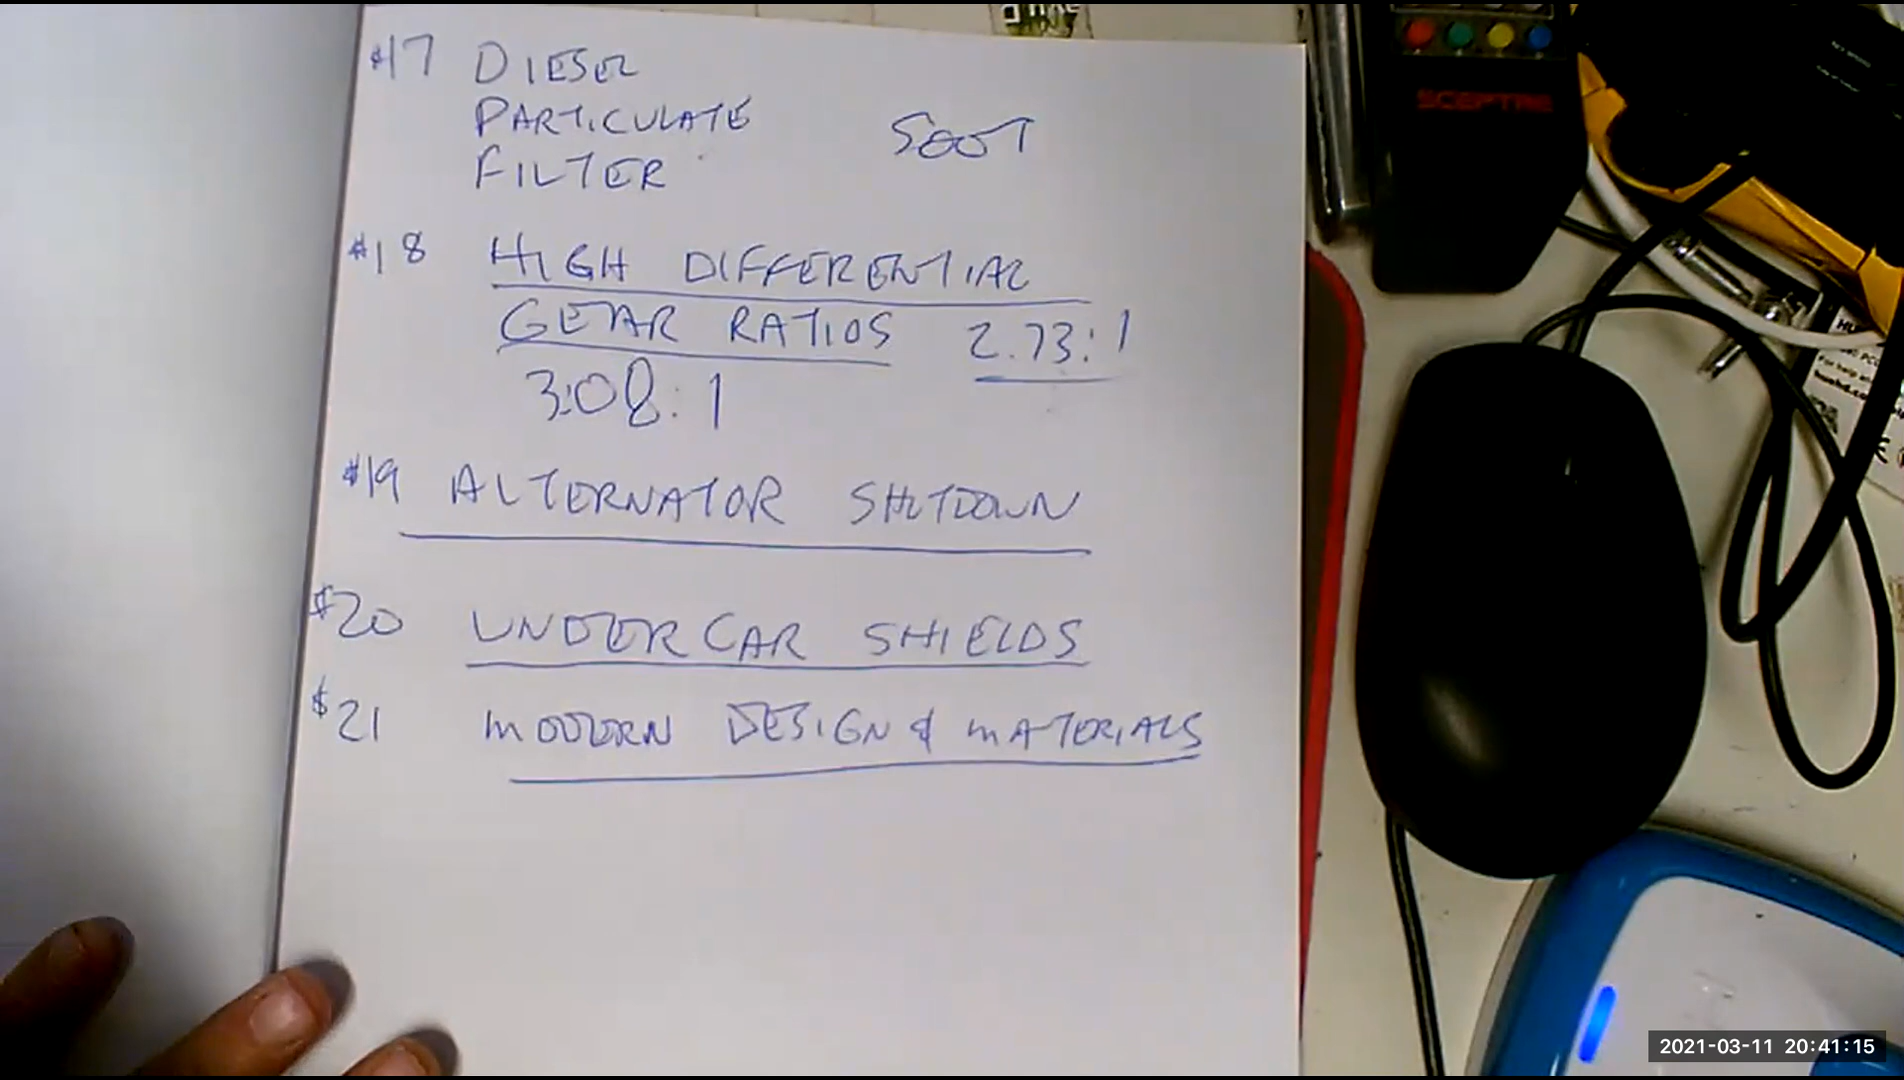 #17 DIESEL
PARTICULATE SOOT
FILTER
#18 HIGH DIFFERENTIAL
GEAR RATIOS 2.73:1
3:08:1
#19 ALTERNATOR SHUTDOWN
#20 UNDERCAR SHIELDS
#21 MODERN DESIGN & MATERIALS
SCEPTRE
2021-03-11 20:41:15